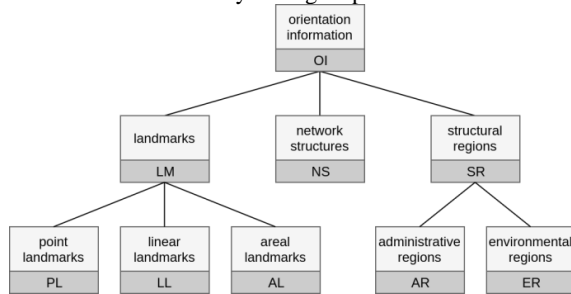 orientation
information
OI
landmarks
LM
network
structures
NS
structural
regions
SR
point
landmarks
PL
linear
landmarks
LL
areal
landmarks
AL
administrative
regions
AR
environmental
regions
ER